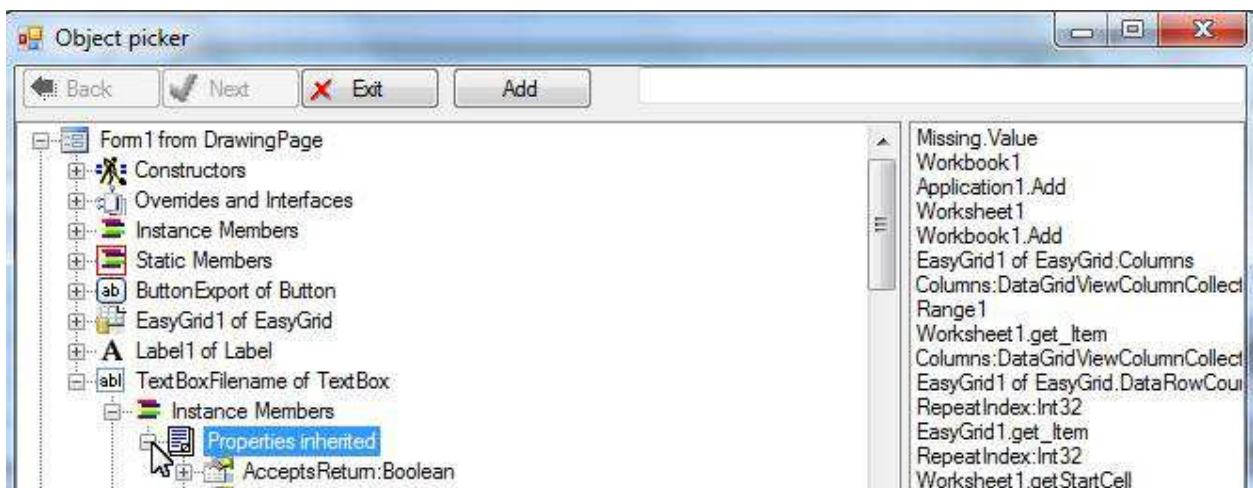 Object picker
Back Next Exit Add
Form1 from DrawingPage
Constructors
Overrides and Interfaces
Instance Members
Static Members
ButtonExport of Button
EasyGrid1 of EasyGrid
A Label1 of Label
abl TextBoxFilename of TextBox
Instance Members
Properties inherited
AcceptsReturn:Boolean
Missing.Value
Workbook1
Application1.Add
Worksheet1
Workbook1.Add
EasyGrid1 of EasyGrid.Columns
Columns:DataGridViewColumnCollect
Range1
Worksheet1.get_Item
Columns:DataGridViewColumnCollect
EasyGrid1 of EasyGrid.DataRowCour
RepeatIndex:Int32
EasyGrid1.get_Item
RepeatIndex:Int32
Worksheet1.getStartCell